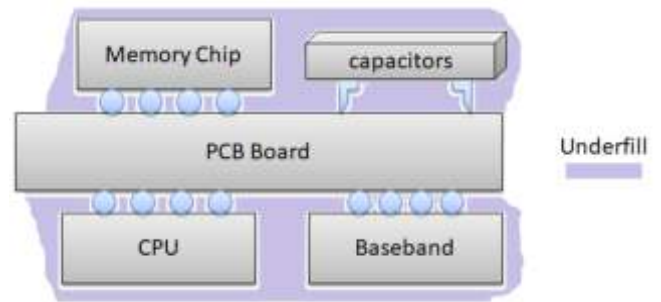 Memory Chip
capacitors
PCB Board
Underfill
CPU
Baseband